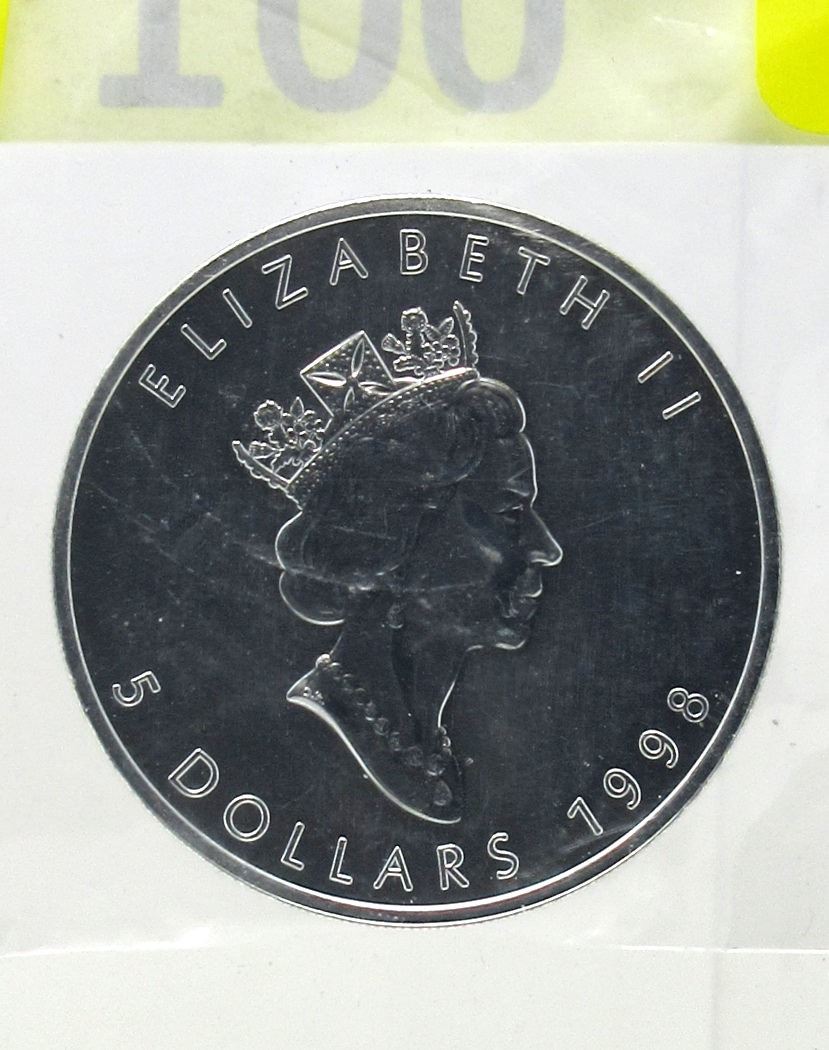 100
ELIZABETH II
5 DOLLARS 1998